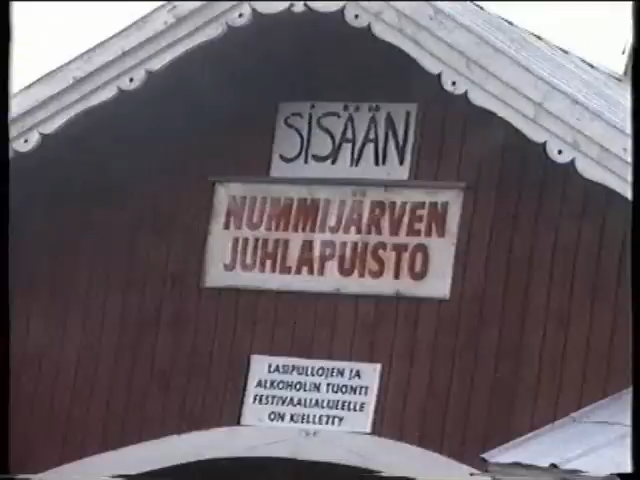 SISÄÄN
NUMMIJÄRVEN
JUHLAPUISTO
LASIPULLOJEN JA
ALKOHOLIN TUONTI
FESTIVAALIALUEELLE
ON KIELLETTY